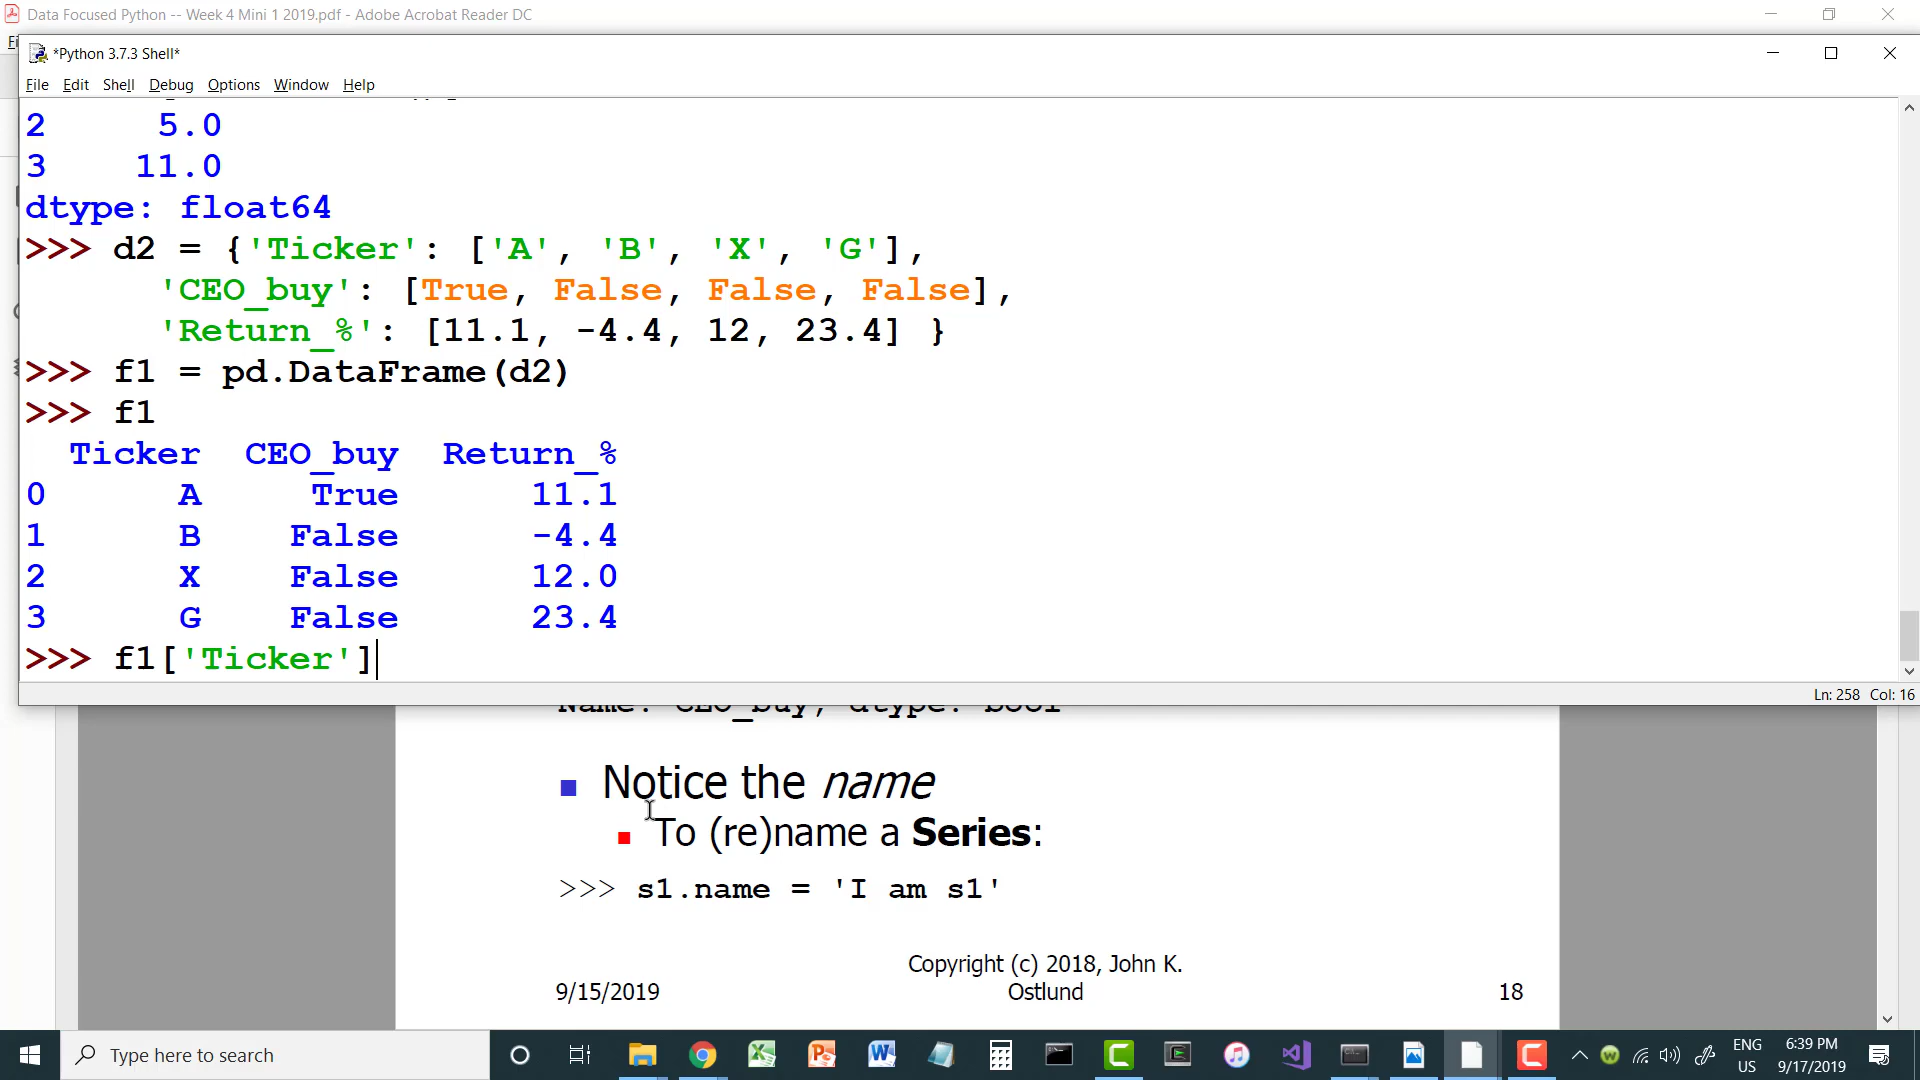 Data Focused Python -- Week 4 Mini 1 2019.pdf - Adobe Acrobat Reader DC
*Python 3.7.3 Shell*
File Edit Shell Debug Options Window Help
2      5.0
3     11.0
dtype: float64
>>> d2 = {'Ticker': ['A', 'B', 'X', 'G'],
'CEO_buy': [True, False, False, False],
'Return_%': [11.1, -4.4, 12, 23.4] }
>>> f1 = pd.DataFrame(d2)
>>> f1
Ticker  CEO_buy  Return_%
0      A     True      11.1
1      B    False      -4.4
2      X    False      12.0
3      G    False      23.4
>>> f1['Ticker']
Ln: 258 Col: 16
Name: CEO_buy, dtype: bool
Notice the name
To (re)name a Series:
>>> s1.name = 'I am s1'
Copyright (c) 2018, John K.
9/15/2019 Ostlund 18
Type here to search
ENG 6:39 PM
US 9/17/2019